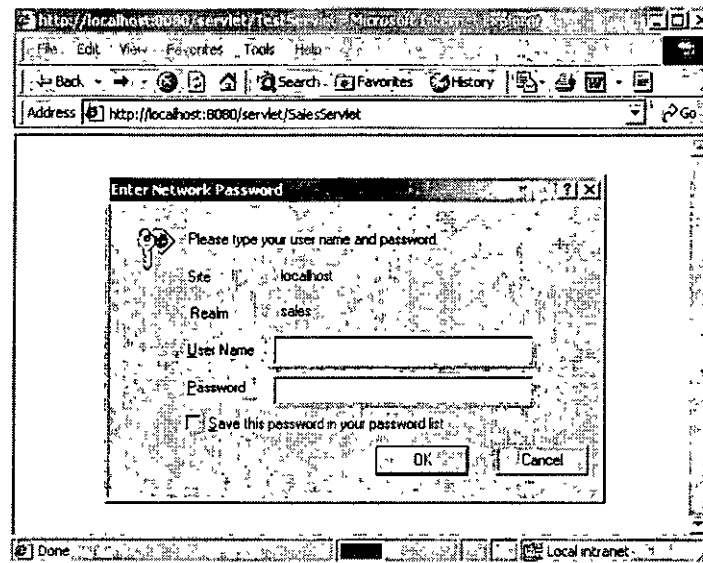 http://localhost:8080/servlet/TestServlet - Microsoft Internet Explorer
File Edit View Favorites Tools Help
Back Search Favorites History
Address http://localhost:8080/servlet/SalesServlet Go
Enter Network Password
Please type your user name and password.
Site localhost
Realm sales
User Name
Password
Save this password in your password list
OK Cancel
Done Local intranet